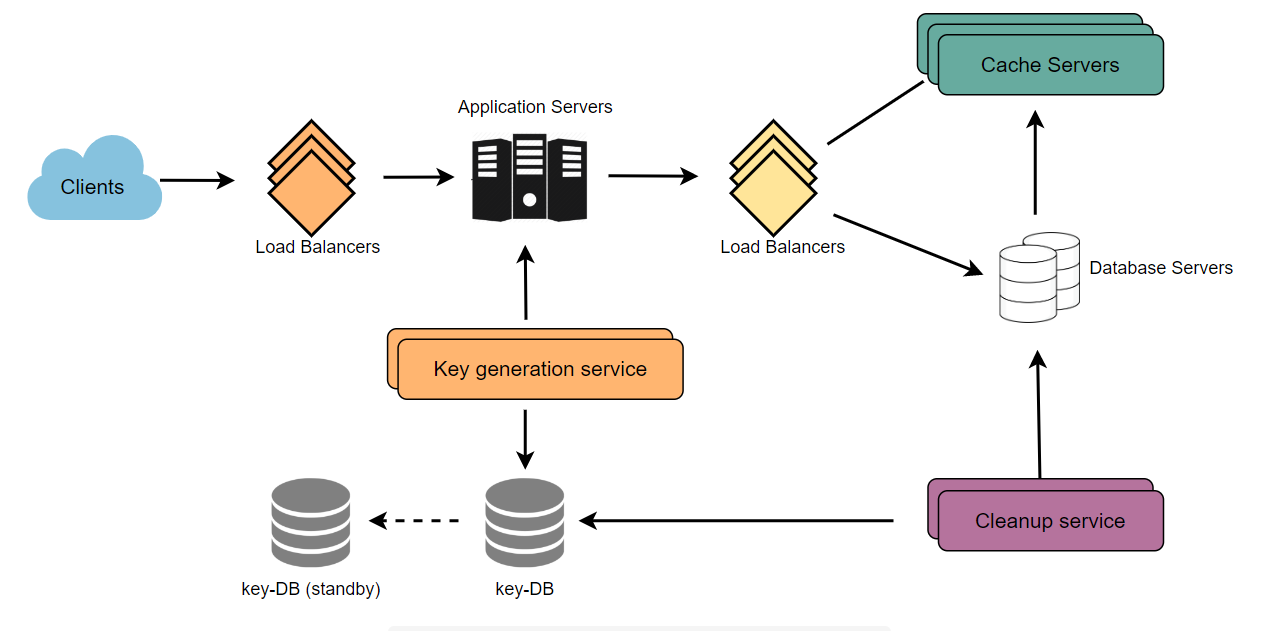 Cache Servers
Application Servers
Clients
Load Balancers
Load Balancers
Database Servers
Key generation service
Cleanup service
key-DB (standby)
key-DB